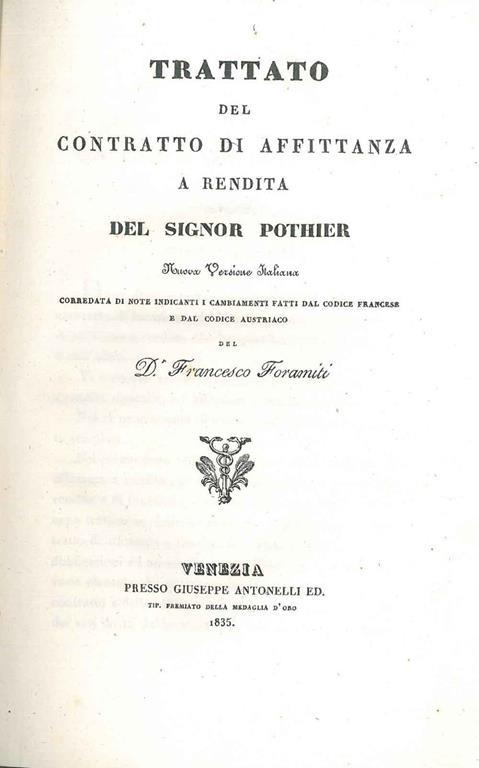 TRATTATO
DEL
CONTRATTO DI AFFITTANZA
A RENDITA
DEL SIGNOR POTHIER
Nuova Versione Italiana
CORREDATA DI NOTE INDICANTI I CAMBIAMENTI FATTI DAL CODICE FRANCESE
E DAL CODICE AUSTRIACO
DEL
D.r Francesco Foramiti
VENEZIA
PRESSO GIUSEPPE ANTONELLI ED.
TIP. PREMIATO DELLA MEDAGLIA D'ORO
1835.